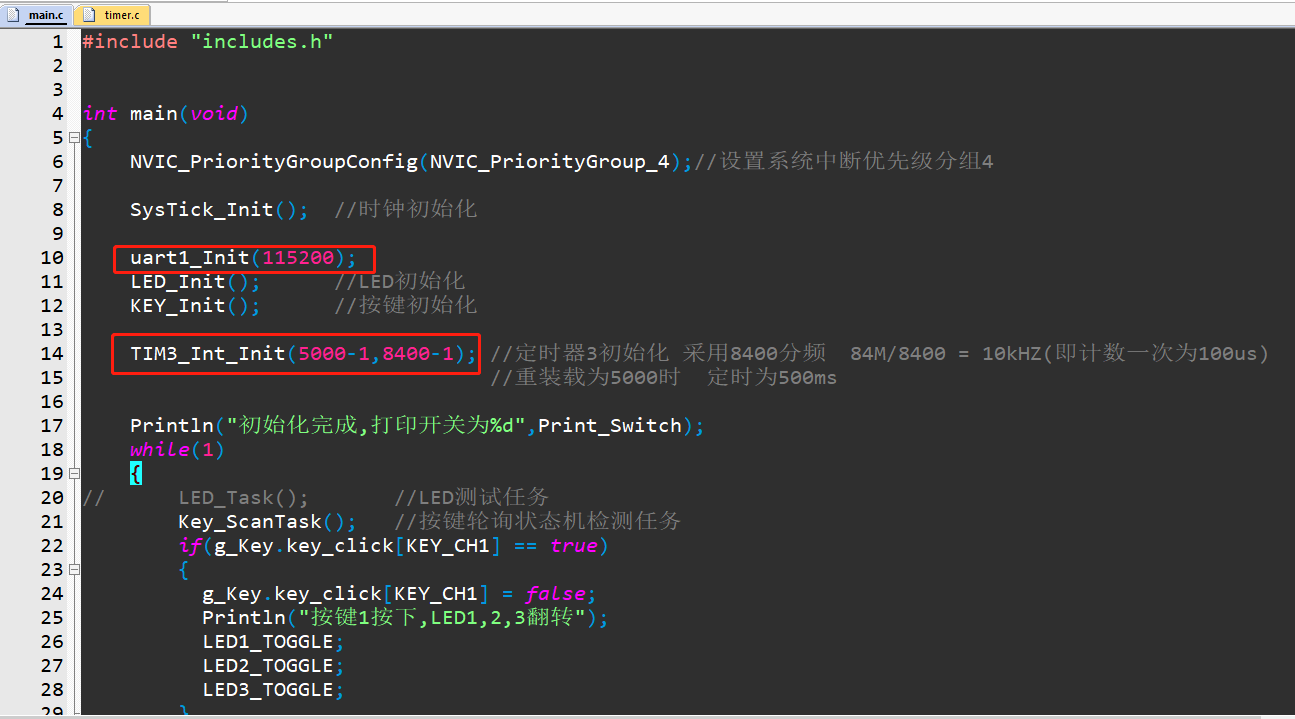 main.c timer.c
1 #include "includes.h"
2
3
4 int main(void)
5 {
6 NVIC_PriorityGroupConfig(NVIC_PriorityGroup_4);//设置系统中断优先级分组4
7
8 SysTick_Init(); //时钟初始化
9
10 uart1_Init(115200);
11 LED_Init(); //LED初始化
12 KEY_Init(); //按键初始化
13
14 TIM3_Int_Init(5000-1,8400-1); //定时器3初始化 采用8400分频 84M/8400 = 10kHZ(即计数一次为100us)
15 //重装载为5000时 定时为500ms
16
17 Println("初始化完成,打印开关为%d",Print_Switch);
18 while(1)
19 {
20 // LED_Task(); //LED测试任务
21 Key_ScanTask(); //按键轮询状态机检测任务
22 if(g_Key.key_click[KEY_CH1] == true)
23 {
24 g_Key.key_click[KEY_CH1] = false;
25 Println("按键1按下,LED1,2,3翻转");
26 LED1_TOGGLE;
27 LED2_TOGGLE;
28 LED3_TOGGLE;
29 }